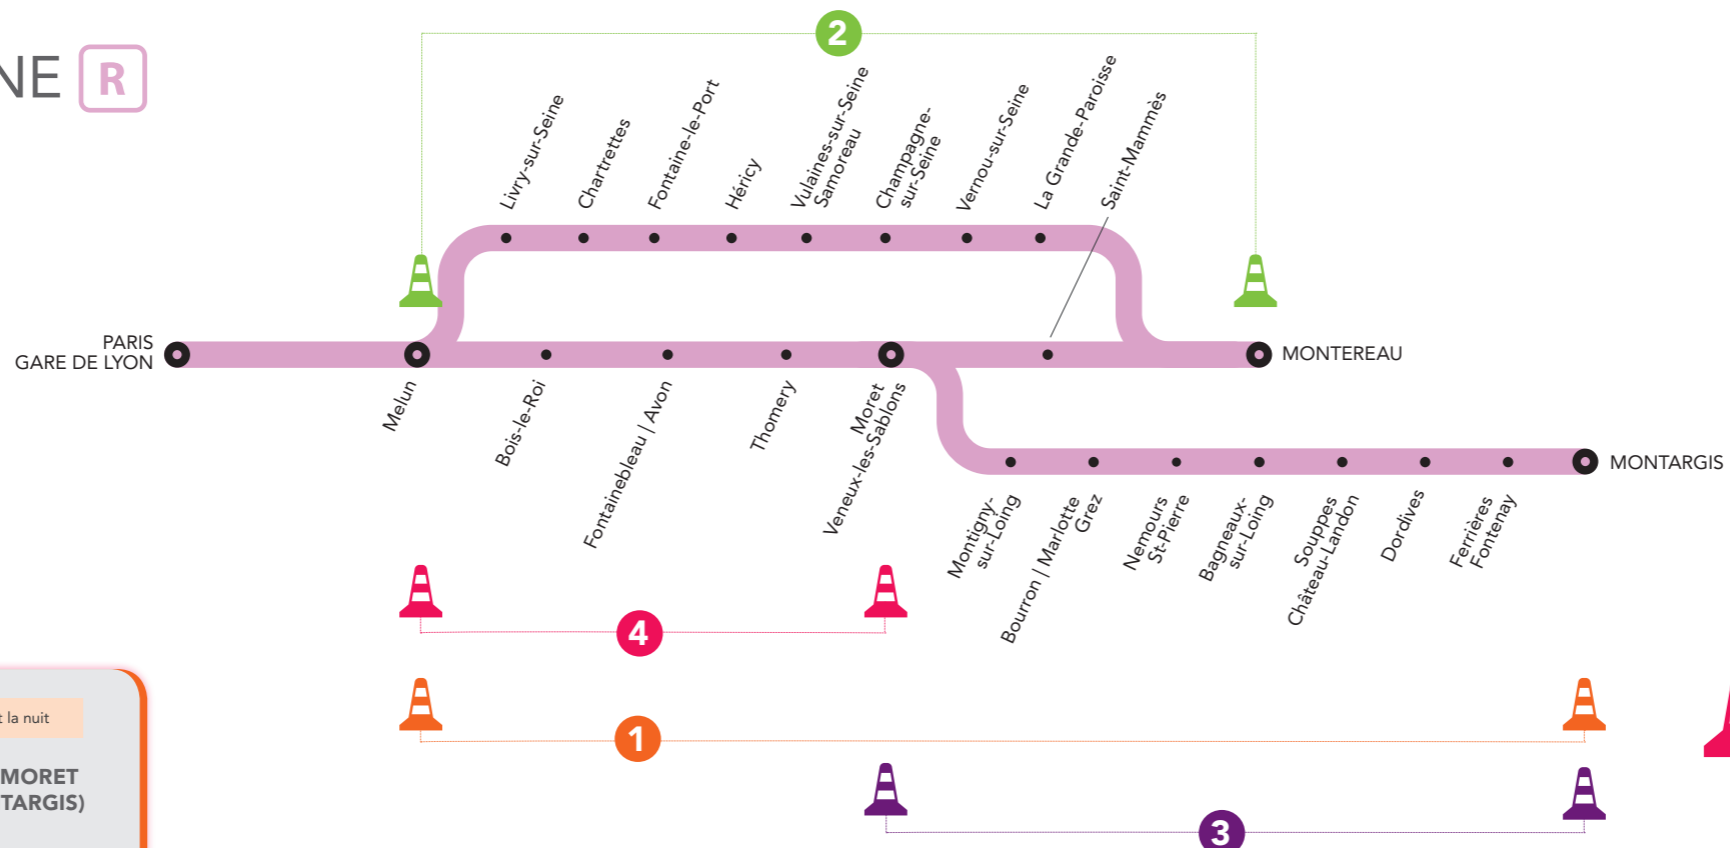 NE R
2
Livry-sur-Seine
Chartrettes
Fontaine-le-Port
Héricy
Vulaines-sur-Seine
Samoreau
Champagne-
sur-Seine
Vernou-sur-Seine
La Grande-Paroisse
Saint-Mammès
PARIS
GARE DE LYON
MONTEREAU
Melun
Bois-le-Roi
Fontainebleau | Avon
Thomery
Moret
Veneux-les-Sablons
MONTARGIS
Montigny-
sur-Loing
Bourron | Marlotte
Grez
Nemours
St-Pierre
Bagneaux-
sur-Loing
Souppes
Château-Landon
Dordives
Ferrières
Fontenay
4
1
t la nuit
MORET
TARGIS)
3